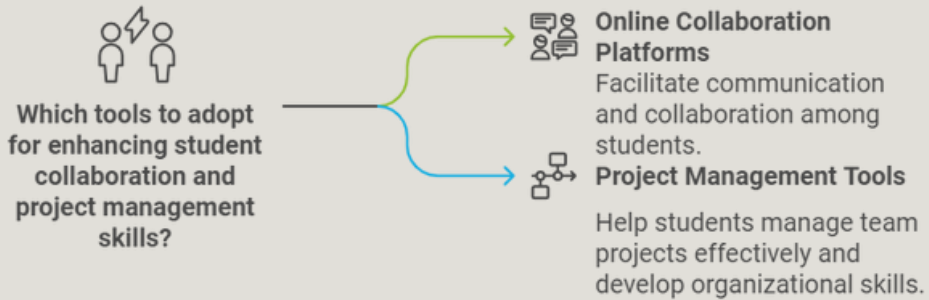 Which tools to adopt
for enhancing student
collaboration and
project management
skills?
Online Collaboration
Platforms
Facilitate communication
and collaboration among
students.
Project Management Tools
Help students manage team
projects effectively and
develop organizational skills.